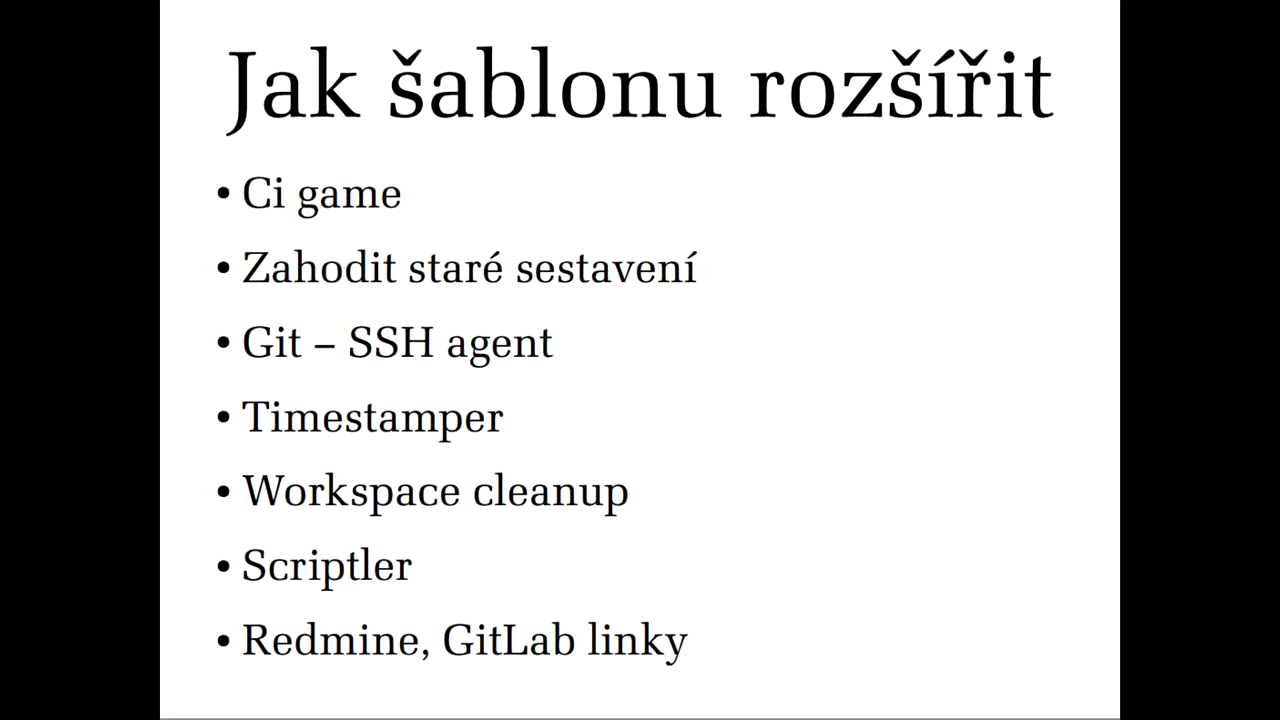 Jak šablonu rozšířit
• Ci game
• Zahodit staré sestavení
• Git – SSH agent
• Timestamper
• Workspace cleanup
• Scriptler
• Redmine, GitLab linky